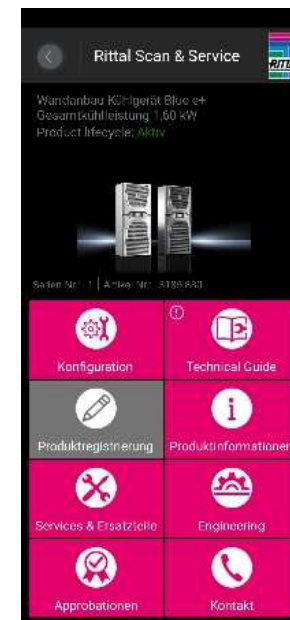 Rittal Scan & Service
RITTAL
Wandanbau Kühlgerät Blue e+
Gesamtkühlleistung 1,60 kW
Product lifecycle: Aktiv
Serien Nr.: 1 | Artikel Nr.: 3185.830
Konfiguration
Technical Guide
Produktregistrierung
Produktinformationen
Services & Ersatzteile
Engineering
Approbationen
Kontakt